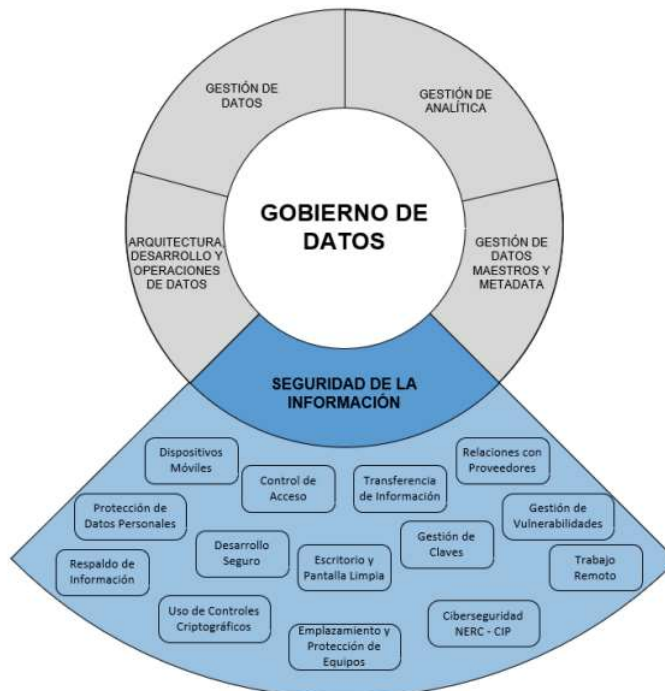 GESTIÓN DE
DATOS
GESTIÓN DE
ANALÍTICA
GOBIERNO DE
DATOS
ARQUITECTURA,
DESARROLLO Y
OPERACIONES
DE DATOS
GESTIÓN DE
DATOS
MAESTROS Y
METADATA
SEGURIDAD DE LA
INFORMACIÓN
Dispositivos
Móviles
Control de
Acceso
Transferencia
de Información
Relaciones con
Proveedores
Protección de
Datos Personales
Desarrollo
Seguro
Escritorio y
Pantalla Limpia
Gestión de
Claves
Gestión de
Vulnerabilidades
Respaldo de
Información
Trabajo
Remoto
Uso de Controles
Criptográficos
Emplazamiento y
Protección de
Equipos
Ciberseguridad
NERC - CIP